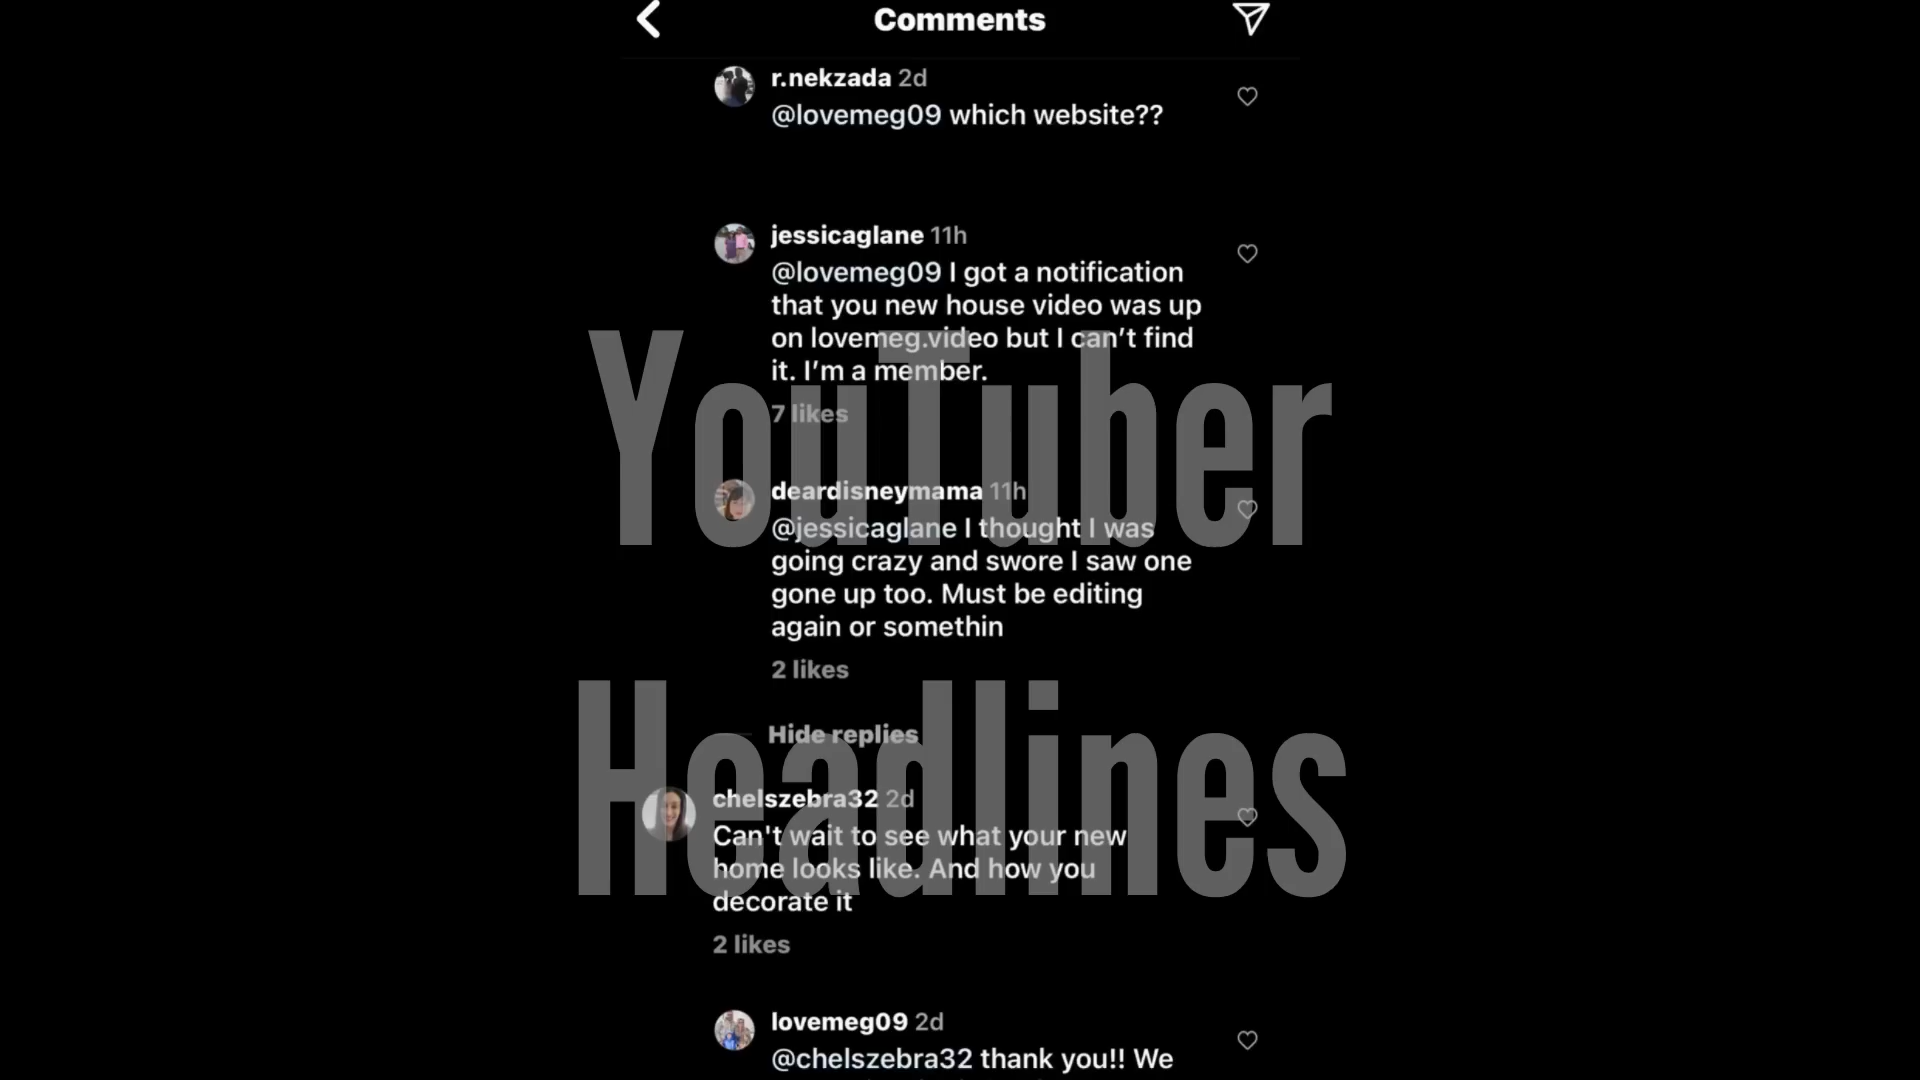 Comments
r.nekzada 2d
@lovemeg09 which website??
jessicaglane 11h
@lovemeg09 I got a notification
that you new house video was up
on lovemeg.video but I can’t find
it. I’m a member.
7 likes
YouTuber
deardisneymama 11h
@jessicaglane I thought I was
going crazy and swore I saw one
gone up too. Must be editing
again or somethin
2 likes
Hide replies
Headlines
chelszebra32 2d
Can't wait to see what your new
home looks like. And how you
decorate it
2 likes
lovemeg09 2d
@chelszebra32 thank you!! We